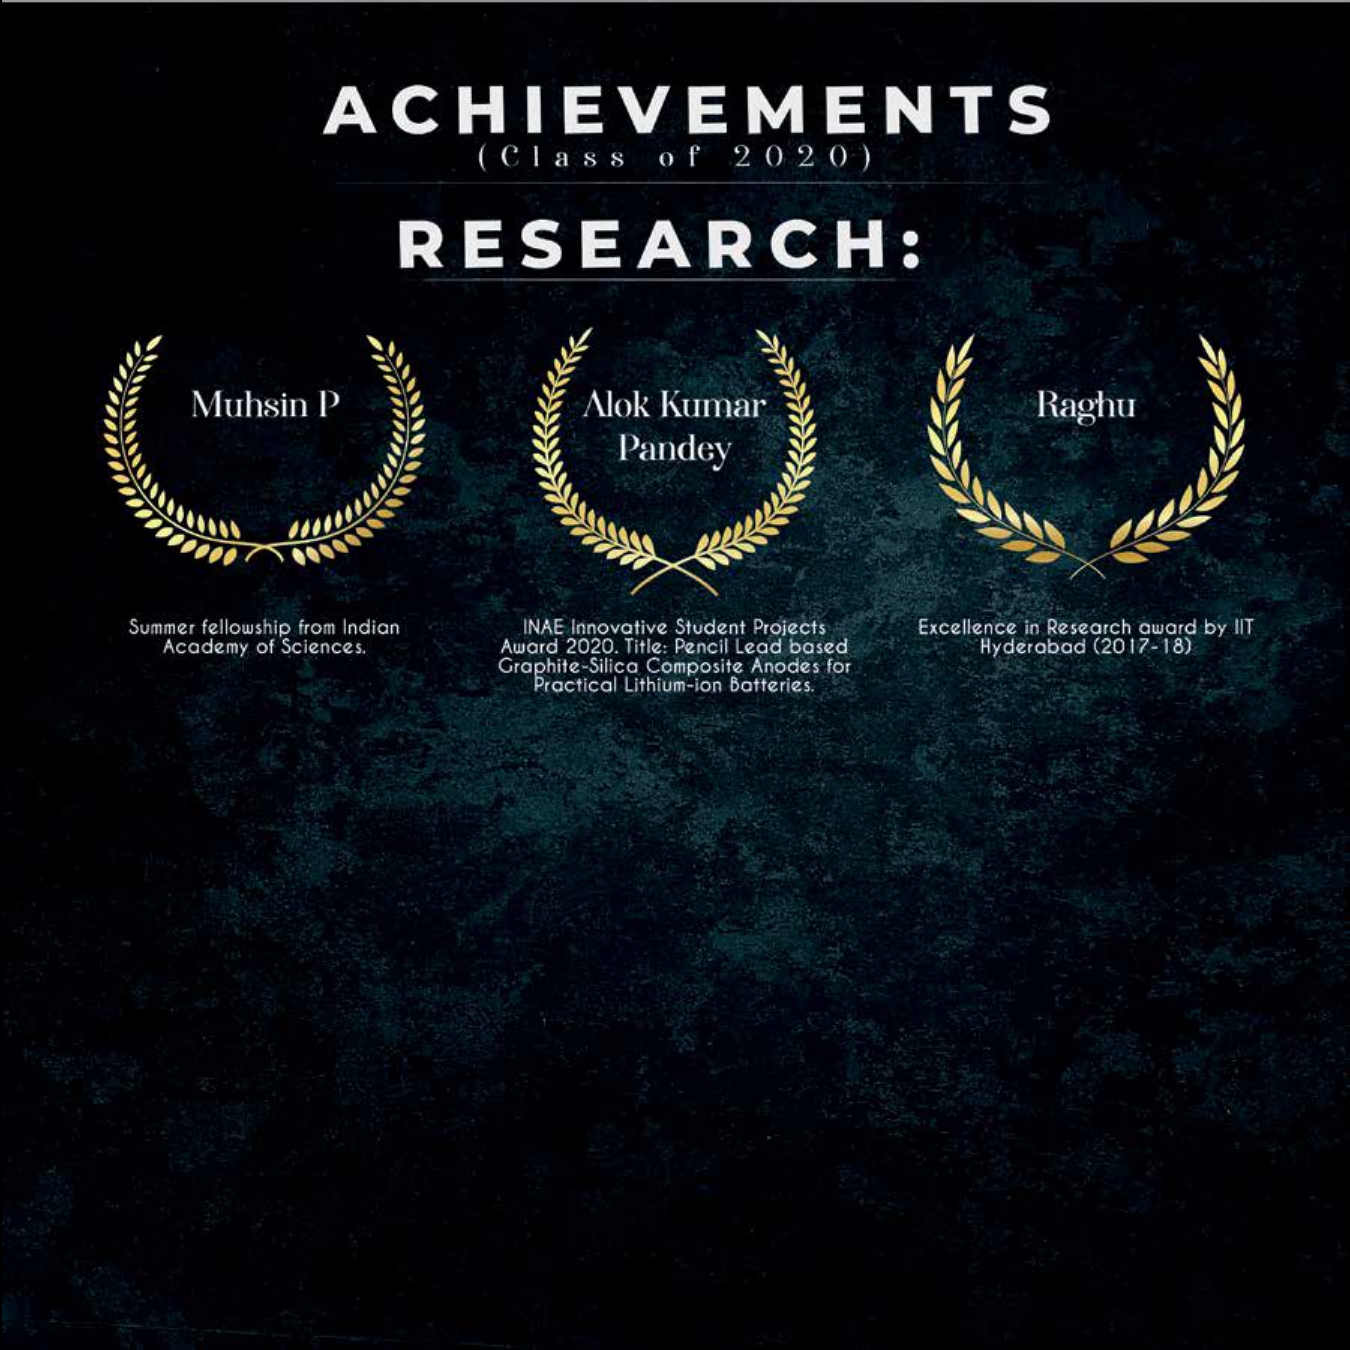 ACHIEVEMENTS
(Class of 2020)
RESEARCH:
Muhsin P
Summer fellowship from Indian
Academy of Sciences.
Alok Kumar
Pandey
INAE Innovative Student Projects
Award 2020. Title: Pencil Lead based
Graphite-Silica Composite Anodes for
Practical Lithium-ion Batteries.
Raghu
Excellence in Research award by IIT
Hyderabad (2017-18)